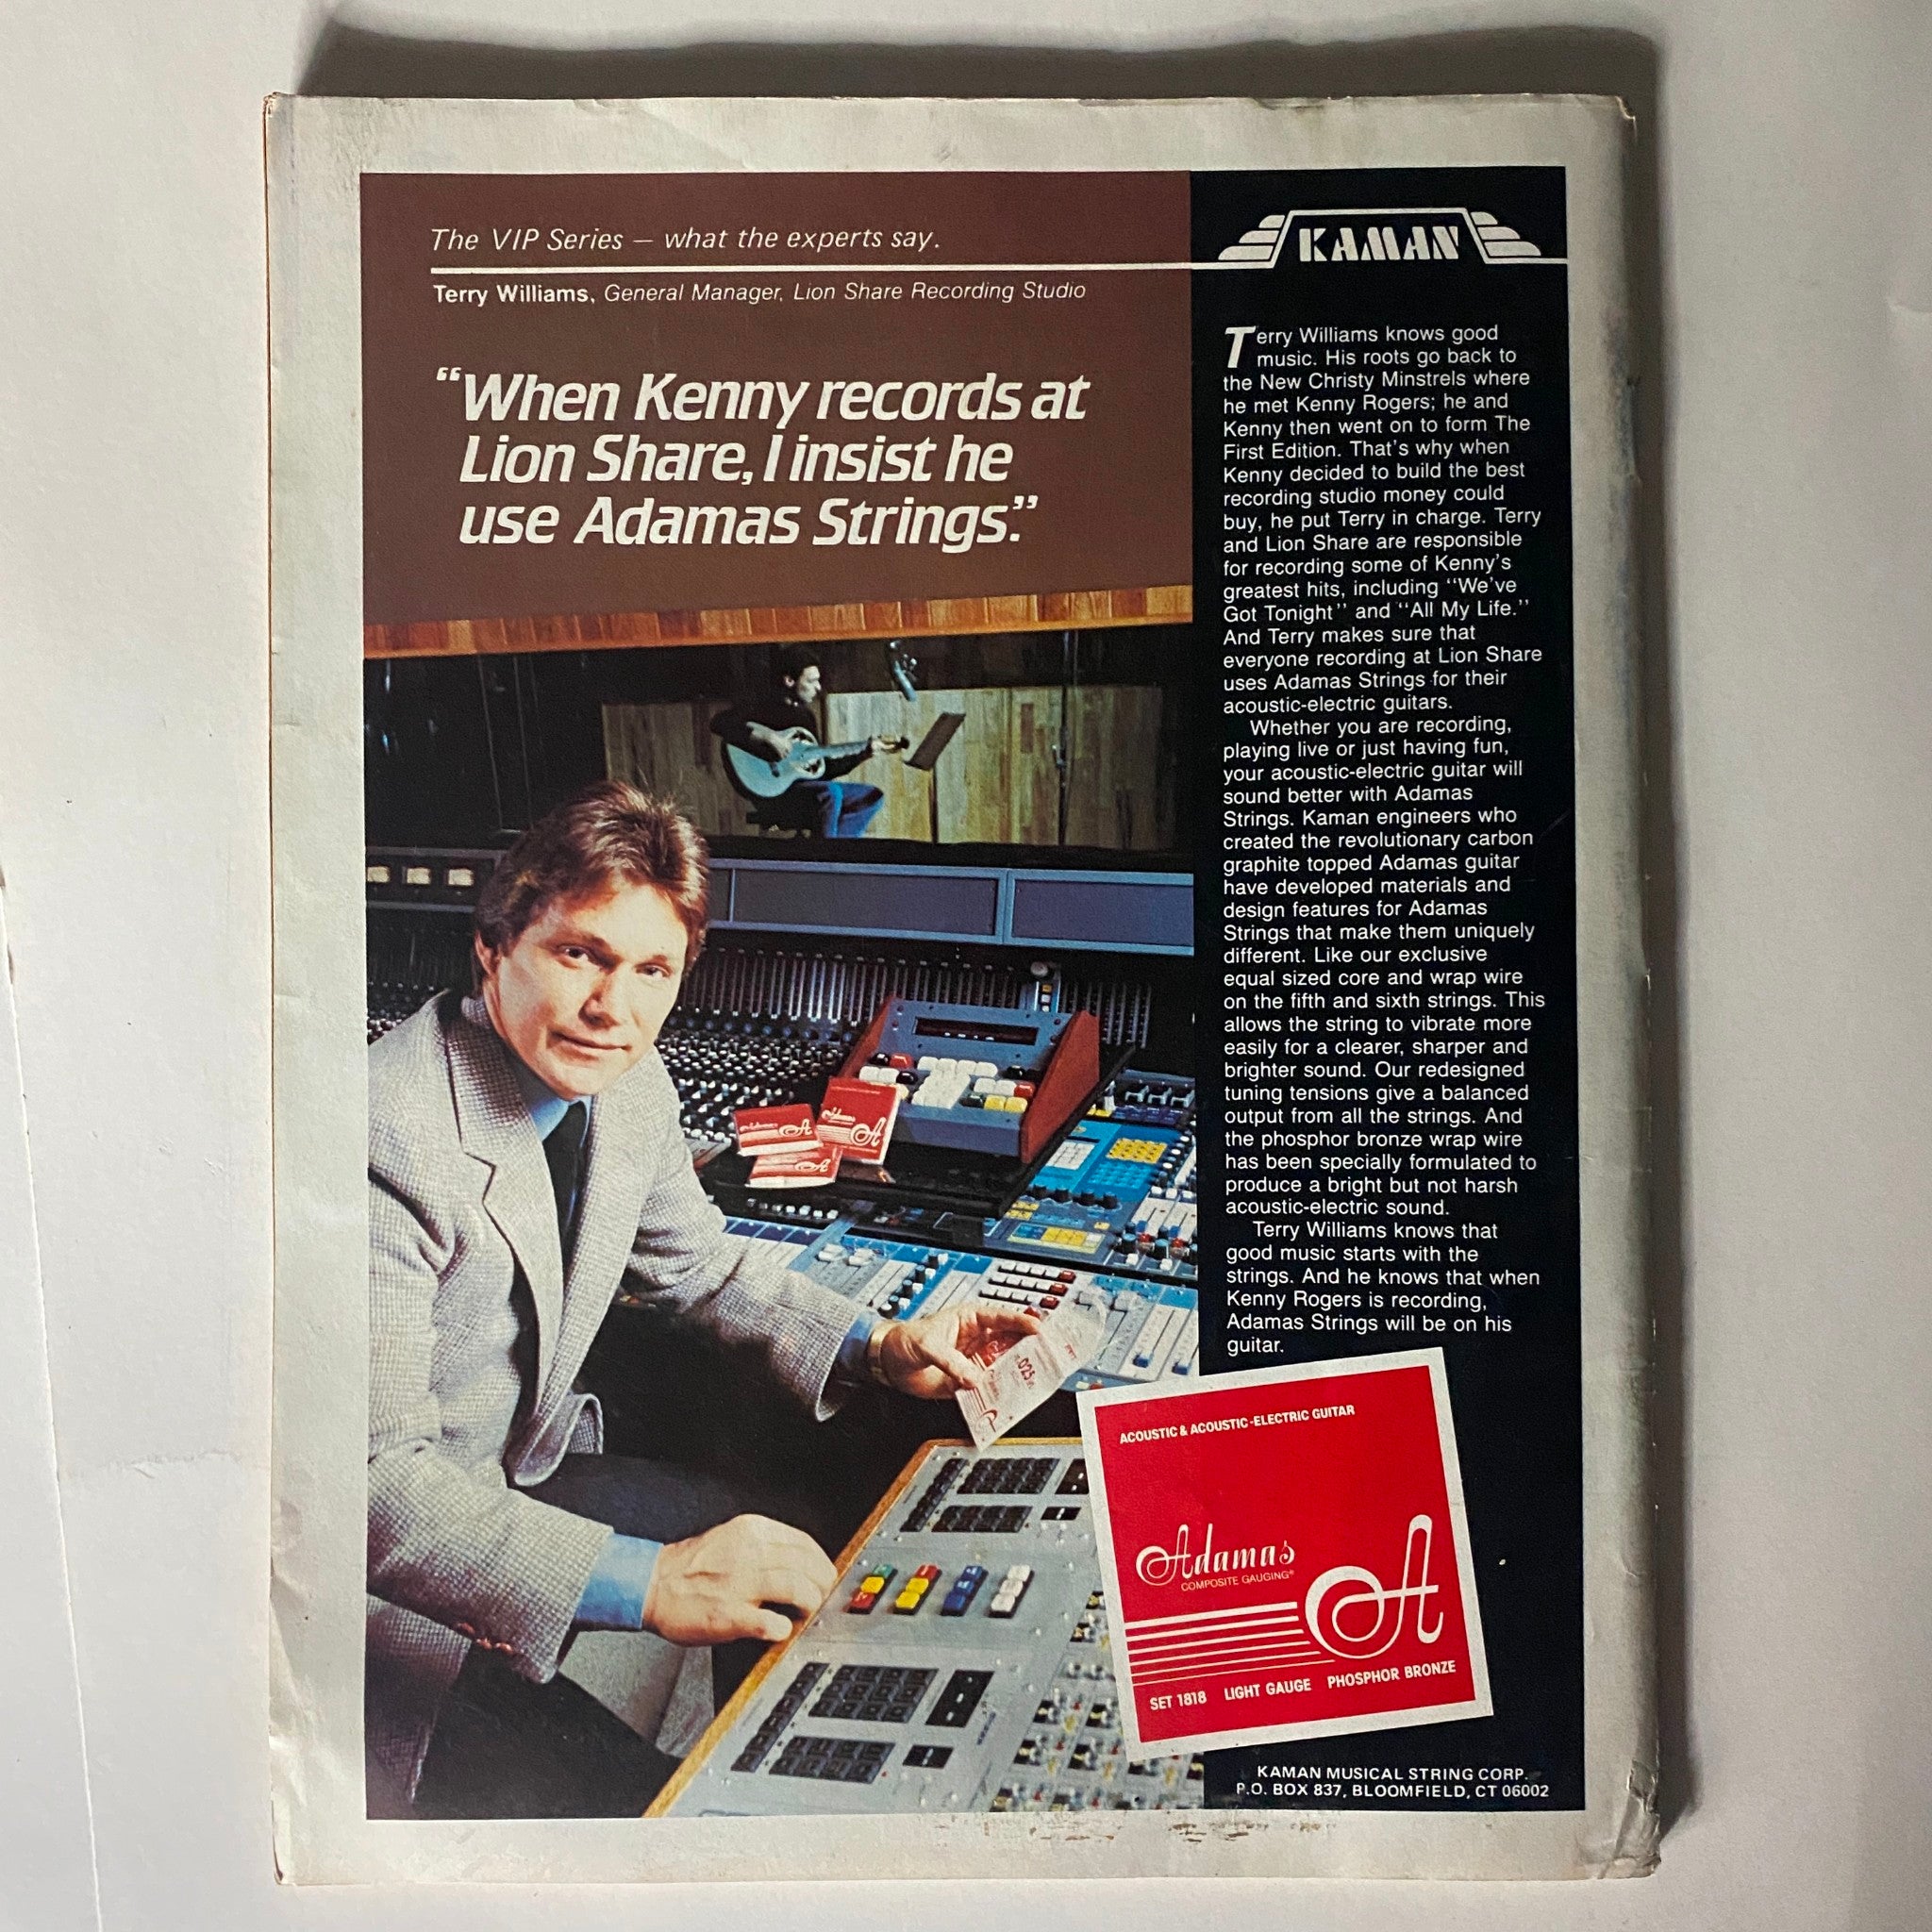 The VIP Series — what the experts say.
KAMAN
Terry Williams, General Manager, Lion Share Recording Studio
“When Kenny records at
Lion Share, I insist he
use Adamas Strings.”
Terry Williams knows good
music. His roots go back to
the New Christy Minstrels where
he met Kenny Rogers; he and
Kenny then went on to form The
First Edition. That's why when
Kenny decided to build the best
recording studio money could
buy, he put Terry in charge. Terry
and Lion Share are responsible
for recording some of Kenny's
greatest hits, including “We've
Got Tonight” and “All My Life.”
And Terry makes sure that
everyone recording at Lion Share
uses Adamas Strings for their
acoustic-electric guitars.
Whether you are recording,
playing live or just having fun,
your acoustic-electric guitar will
sound better with Adamas
Strings. Kaman engineers who
created the revolutionary carbon
graphite topped Adamas guitar
have developed materials and
design features for Adamas
Strings that make them uniquely
different. Like our exclusive
equal sized core and wrap wire
on the fifth and sixth strings. This
allows the string to vibrate more
easily for a clearer, sharper and
brighter sound. Our redesigned
tuning tensions give a balanced
output from all the strings. And
the phosphor bronze wrap wire
has been specially formulated to
produce a bright but not harsh
acoustic-electric sound.
Terry Williams knows that
good music starts with the
strings. And he knows that when
Kenny Rogers is recording,
Adamas Strings will be on his
guitar.
Adamas A
Adamas A
A
.025
ACOUSTIC & ACOUSTIC-ELECTRIC GUITAR
Adamas
COMPOSITE GAUGING®
A
SET 1818 LIGHT GAUGE PHOSPHOR BRONZE
KAMAN MUSICAL STRING CORP.
P.O. BOX 837, BLOOMFIELD, CT 06002